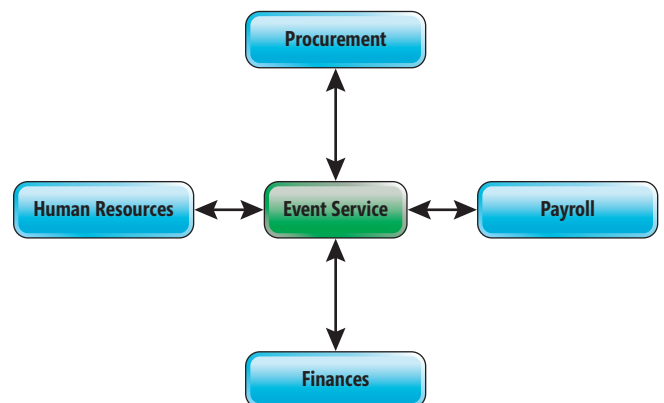 Procurement
Human Resources
Event Service
Payroll
Finances